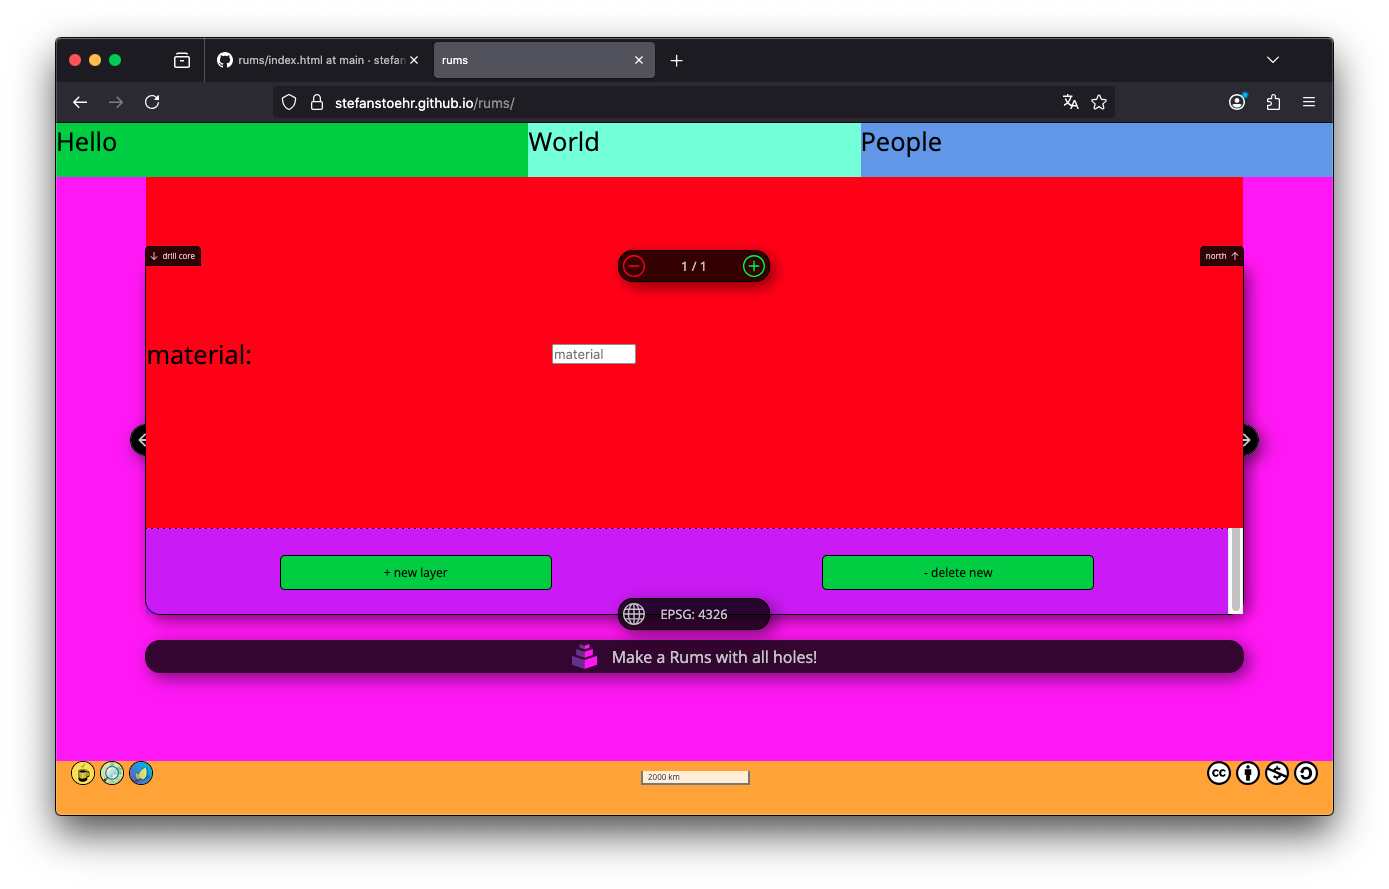 rums/index.html at main · stefan
rums
stefanstoehr.github.io/rums/
Hello
World
People
↓ drill core
1 / 1
north ↑
material:
material
+ new layer
- delete new
EPSG: 4326
Make a Rums with all holes!
2000 km
cc